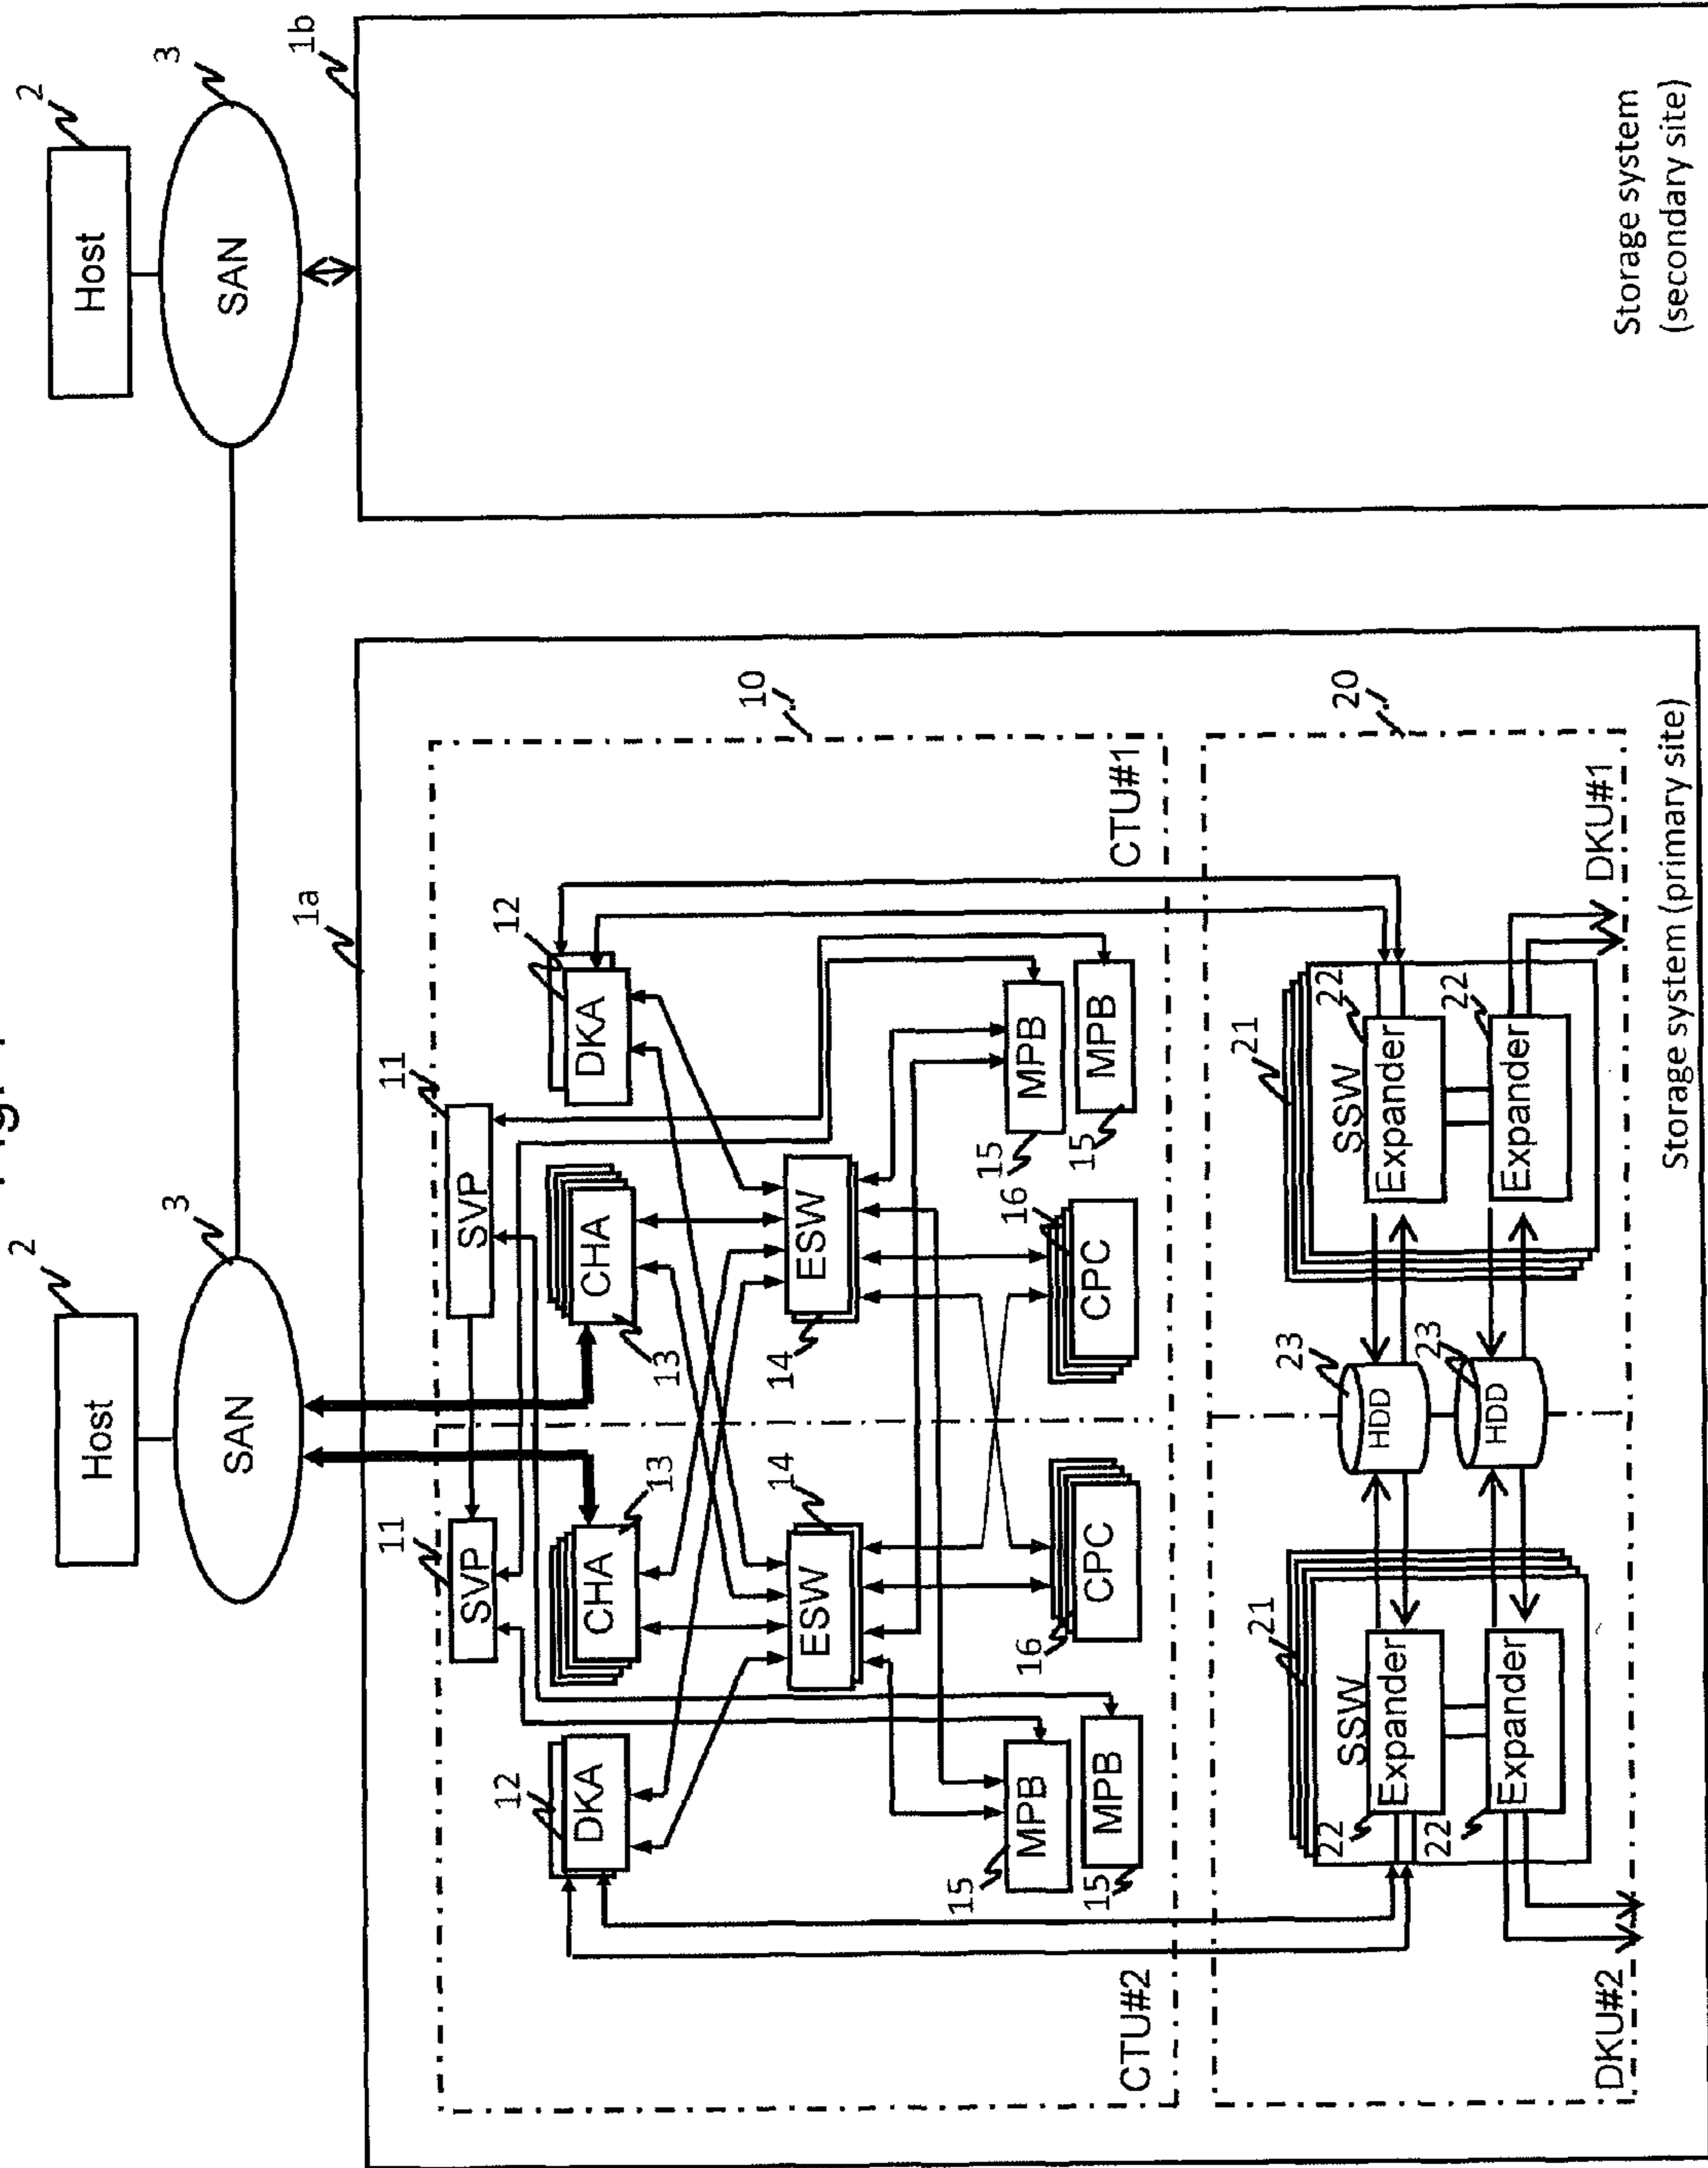 2
Host
2
Host
3
SAN
3
SAN
1a
1b
11
SVP
11
SVP
12
DKA
CHA
13
CHA
13
DKA
12
10
14
ESW
14
ESW
15
MPB
15
MPB
16
CPC
16
CPC
15
MPB
15
MPB
CTU#2
CTU#1
20
21
SSW
22
Expander
22
Expander
23
HDD
23
HDD
21
SSW
22
Expander
22
Expander
DKU#2
DKU#1
Storage system (primary site)
Storage system
(secondary site)